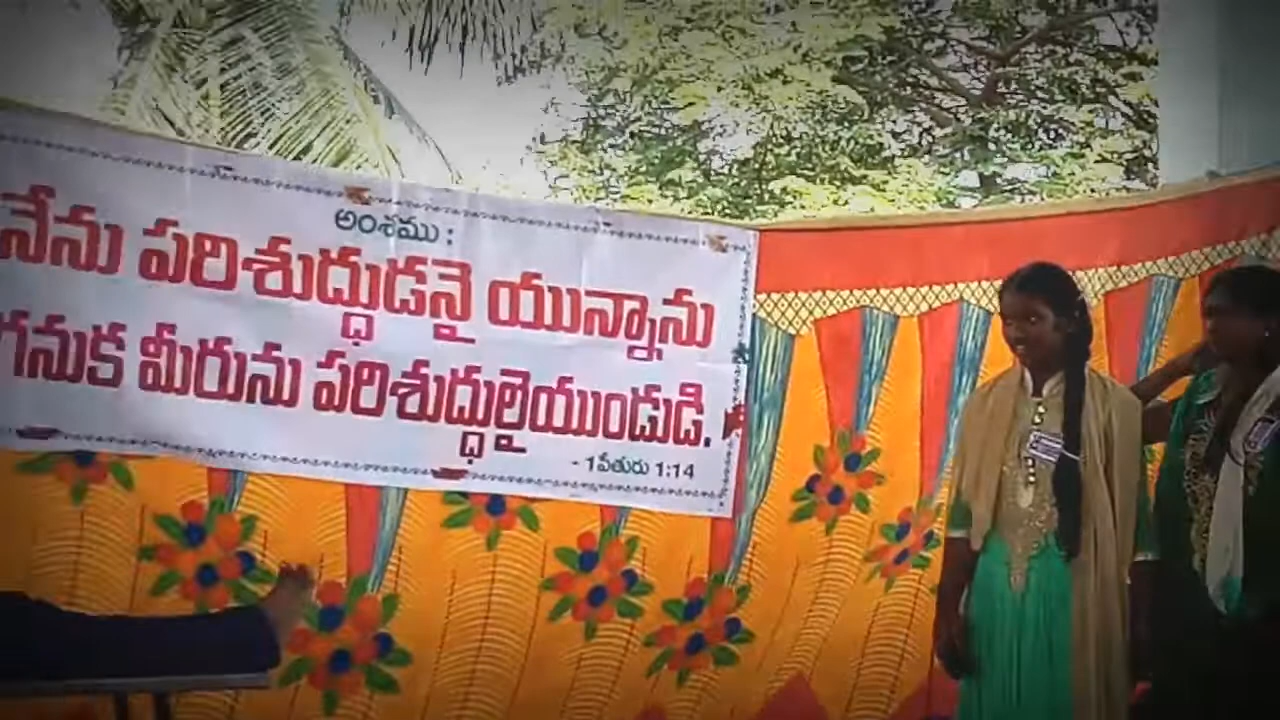 అంశము :
నేను పరిశుద్ధుడనై యున్నాను
గనుక మీరును పరిశుద్ధులైయుండుడి.
- 1పేతురు 1:14